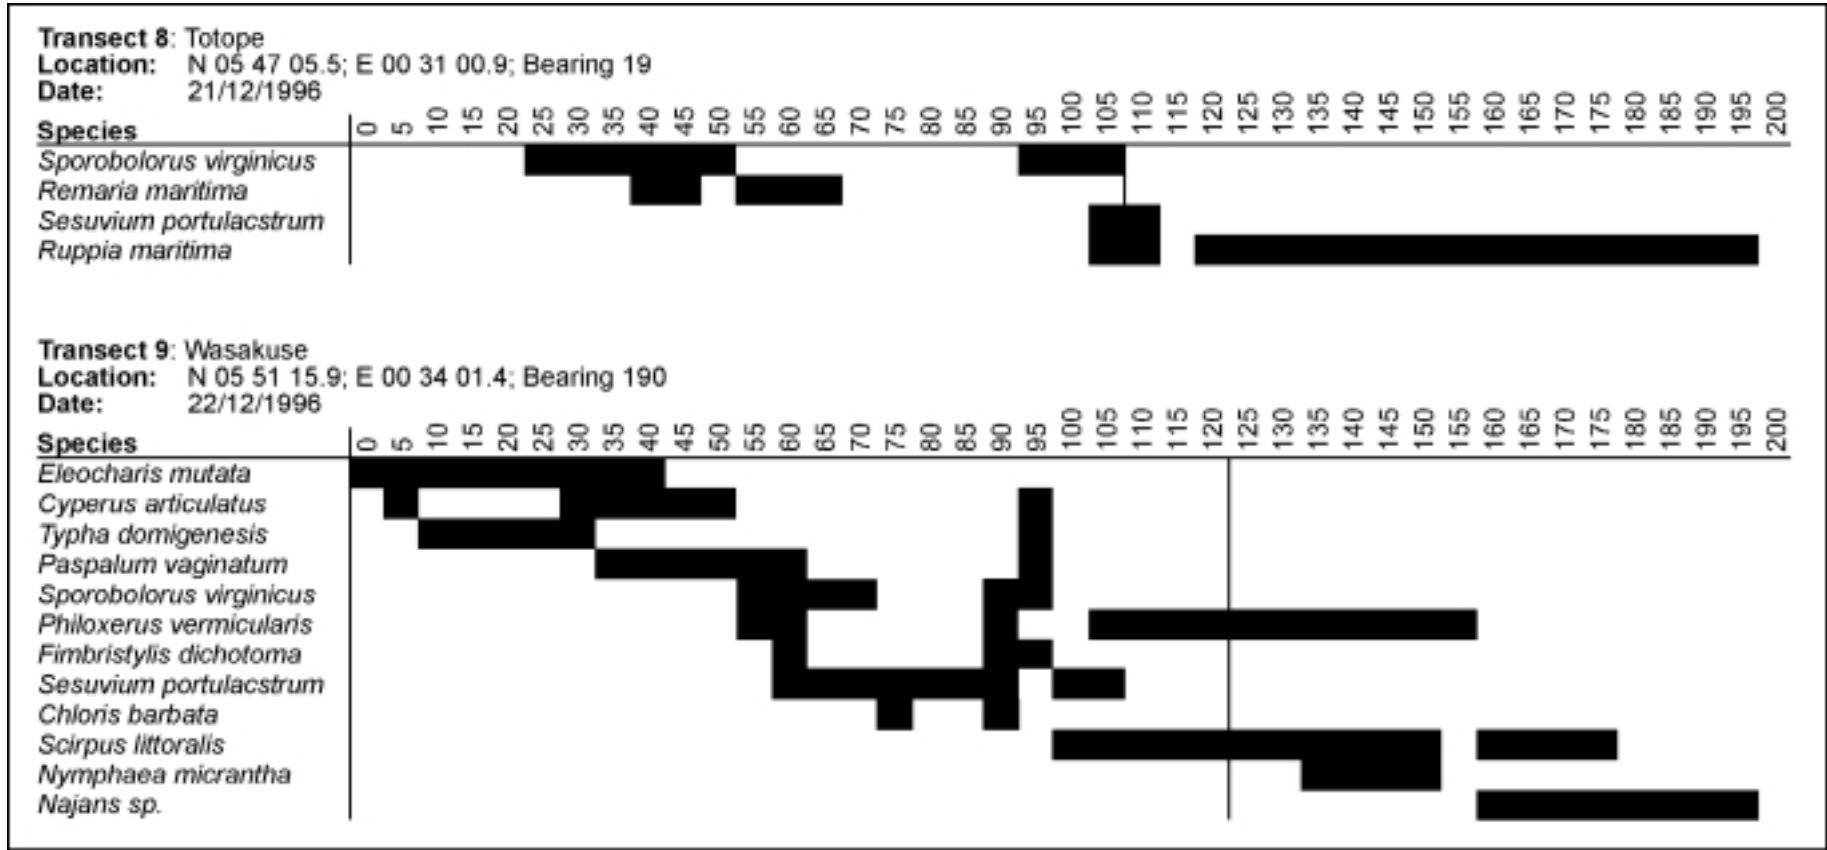 Transect 8: Totope
Location: N 05 47 05.5; E 00 31 00.9; Bearing 19
Date: 21/12/1996
Species 0 5 10 15 20 25 30 35 40 45 50 55 60 65 70 75 80 85 90 95 100 105 110 115 120 125 130 135 140 145 150 155 160 165 170 175 180 185 190 195 200
Sporobolorus virginicus
Remaria maritima
Sesuvium portulacstrum
Ruppia maritima
Transect 9: Wasakuse
Location: N 05 51 15.9; E 00 34 01.4; Bearing 190
Date: 22/12/1996
Species 0 5 10 15 20 25 30 35 40 45 50 55 60 65 70 75 80 85 90 95 100 105 110 115 120 125 130 135 140 145 150 155 160 165 170 175 180 185 190 195 200
Eleocharis mutata
Cyperus articulatus
Typha domigenesis
Paspalum vaginatum
Sporobolorus virginicus
Philoxerus vermicularis
Fimbristylis dichotoma
Sesuvium portulacstrum
Chloris barbata
Scirpus littoralis
Nymphaea micrantha
Najans sp.